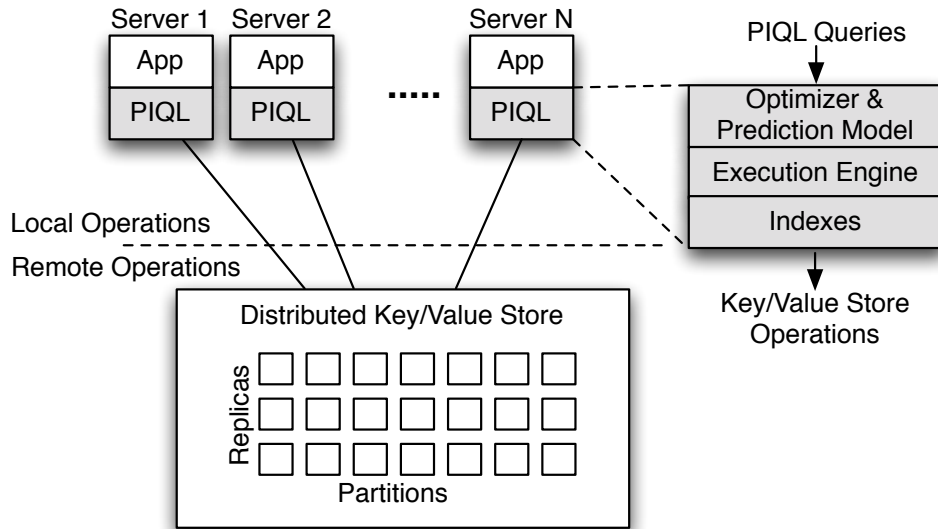 Server 1
Server 2
Server N
App
App
App
.....
PIQL
PIQL
PIQL
PIQL Queries
Optimizer &
Prediction Model
Execution Engine
Indexes
Key/Value Store
Operations
Local Operations
Remote Operations
Distributed Key/Value Store
Replicas
Partitions